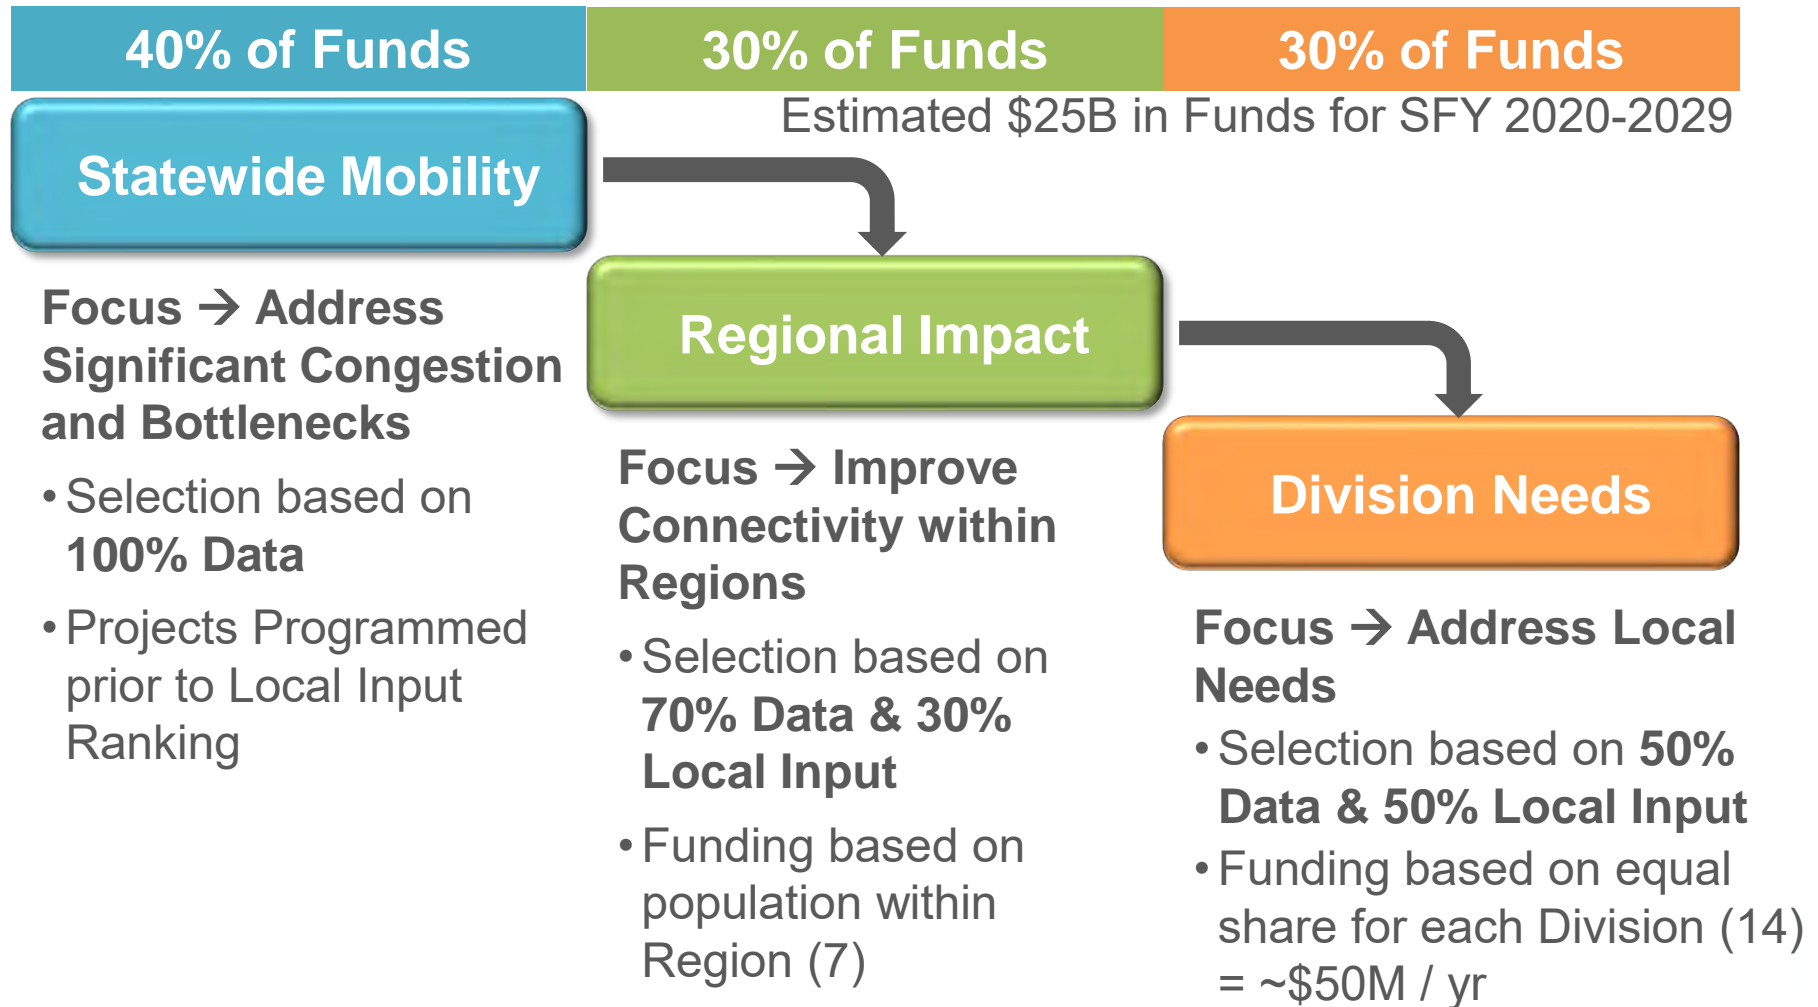 40% of Funds
30% of Funds
30% of Funds
Estimated $25B in Funds for SFY 2020-2029
Statewide Mobility
Focus → Address
Significant Congestion
and Bottlenecks
• Selection based on
100% Data
• Projects Programmed
prior to Local Input
Ranking
Regional Impact
Focus → Improve
Connectivity within
Regions
• Selection based on
70% Data & 30%
Local Input
• Funding based on
population within
Region (7)
Division Needs
Focus → Address Local
Needs
• Selection based on 50%
Data & 50% Local Input
• Funding based on equal
share for each Division (14)
= ~$50M / yr